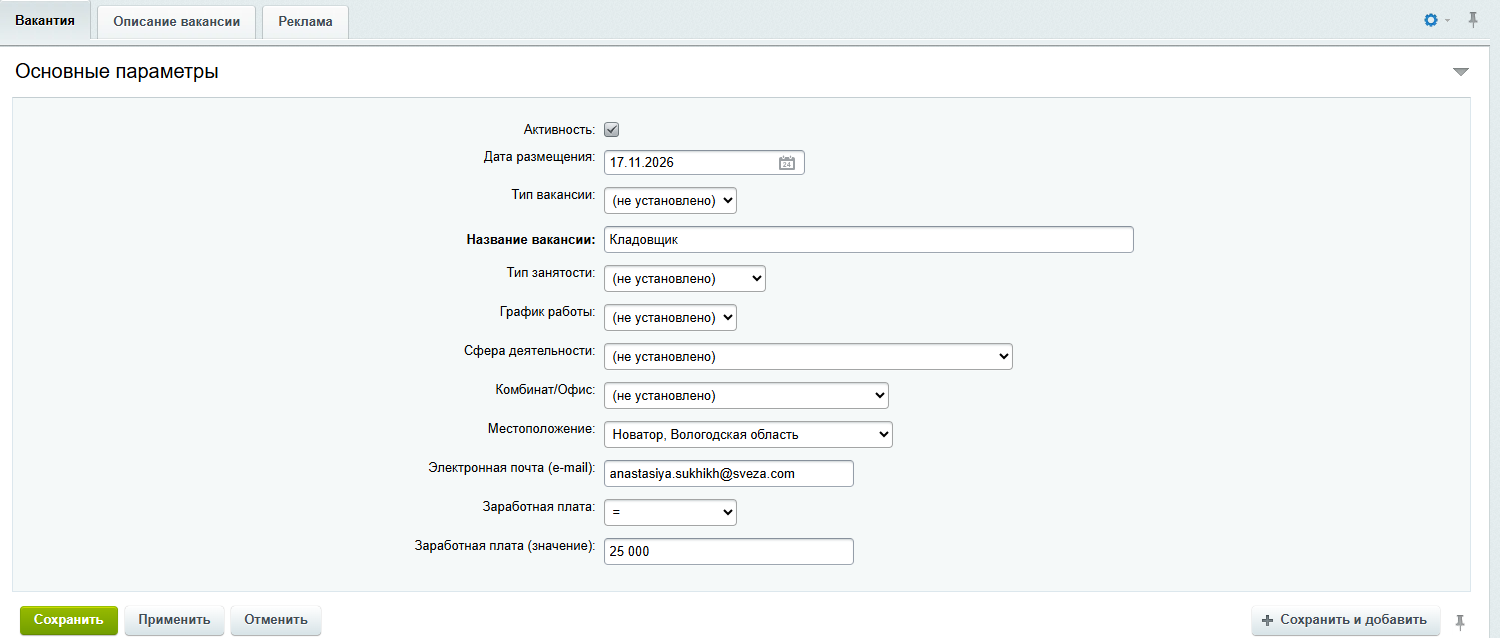 Вакантия Описание вакансии Реклама
Основные параметры
Активность:
Дата размещения: 17.11.2026 24
Тип вакансии: (не установлено)
Название вакансии: Кладовщик
Тип занятости: (не установлено)
График работы: (не установлено)
Сфера деятельности: (не установлено)
Комбинат/Офис: (не установлено)
Местоположение: Новатор, Вологодская область
Электронная почта (e-mail): anastasiya.sukhikh@sveza.com
Заработная плата: =
Заработная плата (значение): 25 000
Сохранить Применить Отменить + Сохранить и добавить